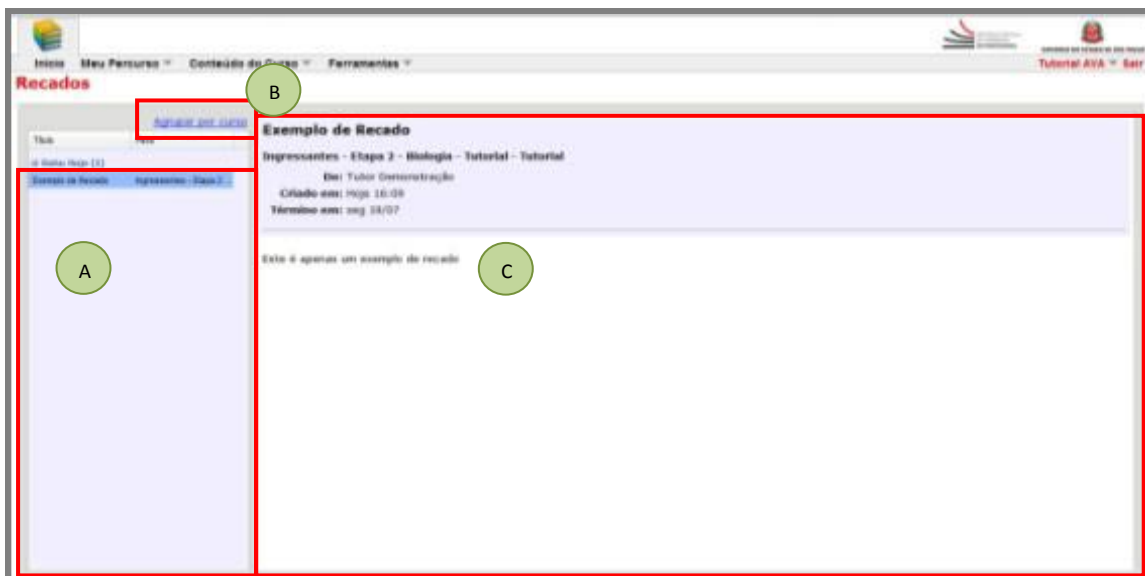 Início Meu Percurso Conteúdo do Curso Ferramentas
Tutorial AVA Sair
Recados
B
Agrupar por curso
Exemplo de Recado
Título
Ingressantes - Etapa 2 - Biologia - Tutorial - Tutorial
De: Tutor Demonstração
Exemplo de Recado Ingressantes - Etapa 2
Criado em: Hoje 16:09
Término em: seg 18/07
Este é apenas um exemplo de recado
A
C